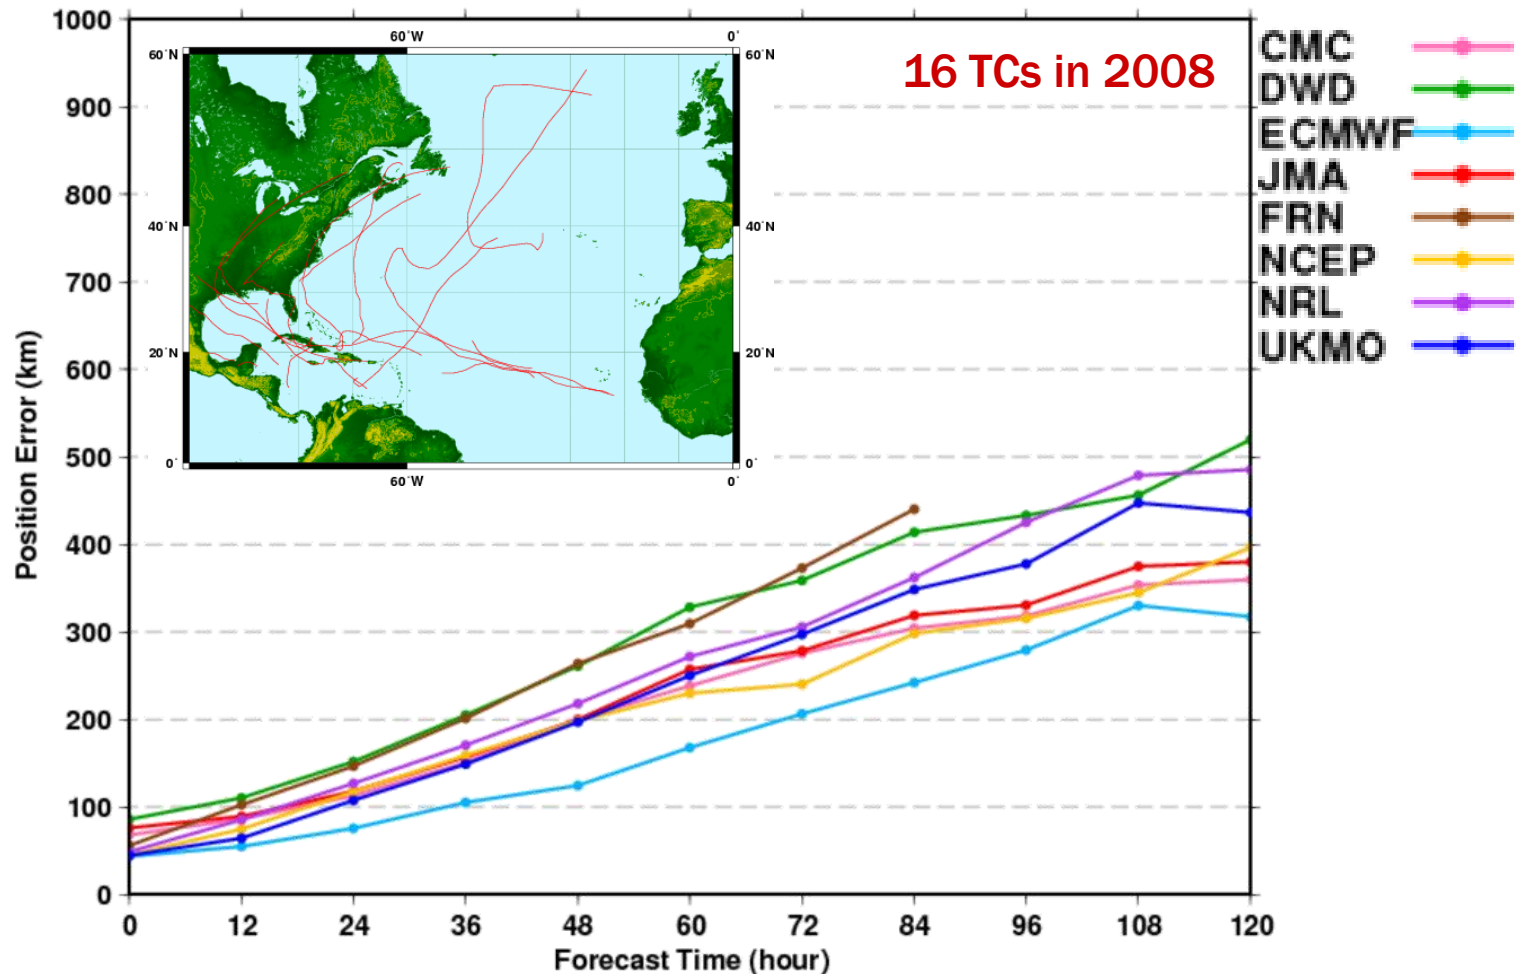 16 TCs in 2008
CMC
DWD
ECMWF
JMA
FRN
NCEP
NRL
UKMO
1000
900
800
700
600
500
400
300
200
100
0
Position Error (km)
0 12 24 36 48 60 72 84 96 108 120
Forecast Time (hour)
60°W 0°
60°N 60°N
40°N 40°N
20°N 20°N
0° 0°
60°W 0°